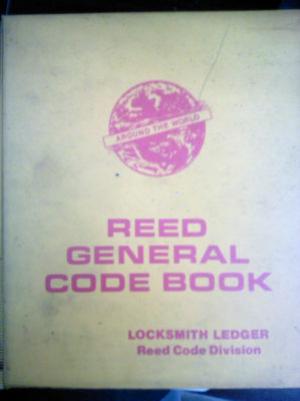 AROUND THE WORLD
REED
GENERAL
CODE BOOK
LOCKSMITH LEDGER
Reed Code Division